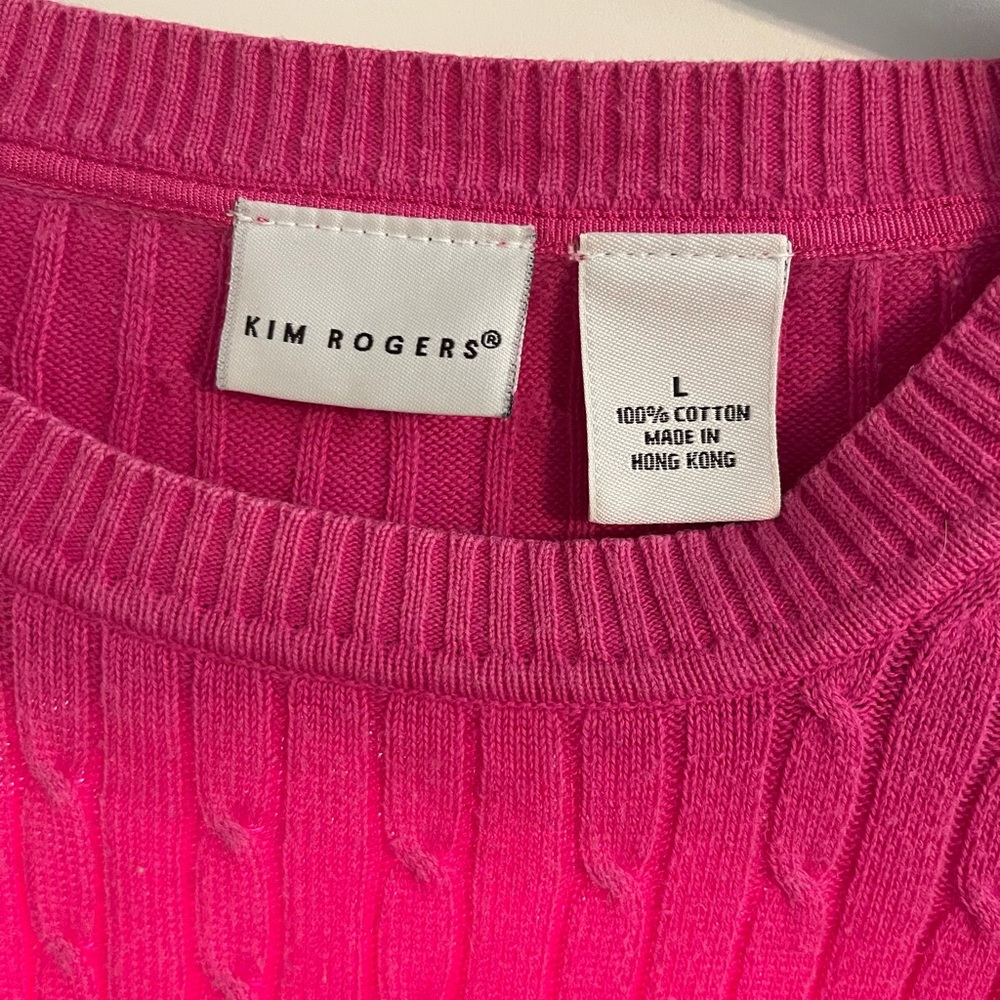 KIM ROGERS®
L
100% COTTON
MADE IN
HONG KONG